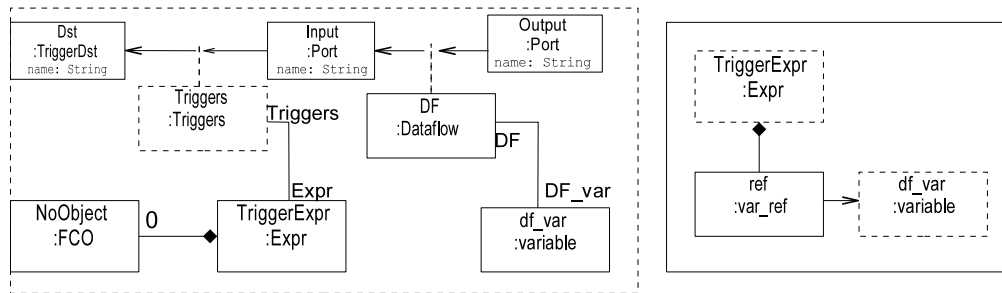 Dst
:TriggerDst
name: String
Input
:Port
name: String
Output
:Port
name: String
Triggers
:Triggers
Triggers
DF
:Dataflow
DF
Expr
DF_var
NoObject
:FCO
0
TriggerExpr
:Expr
df_var
:variable
TriggerExpr
:Expr
ref
:var_ref
df_var
:variable